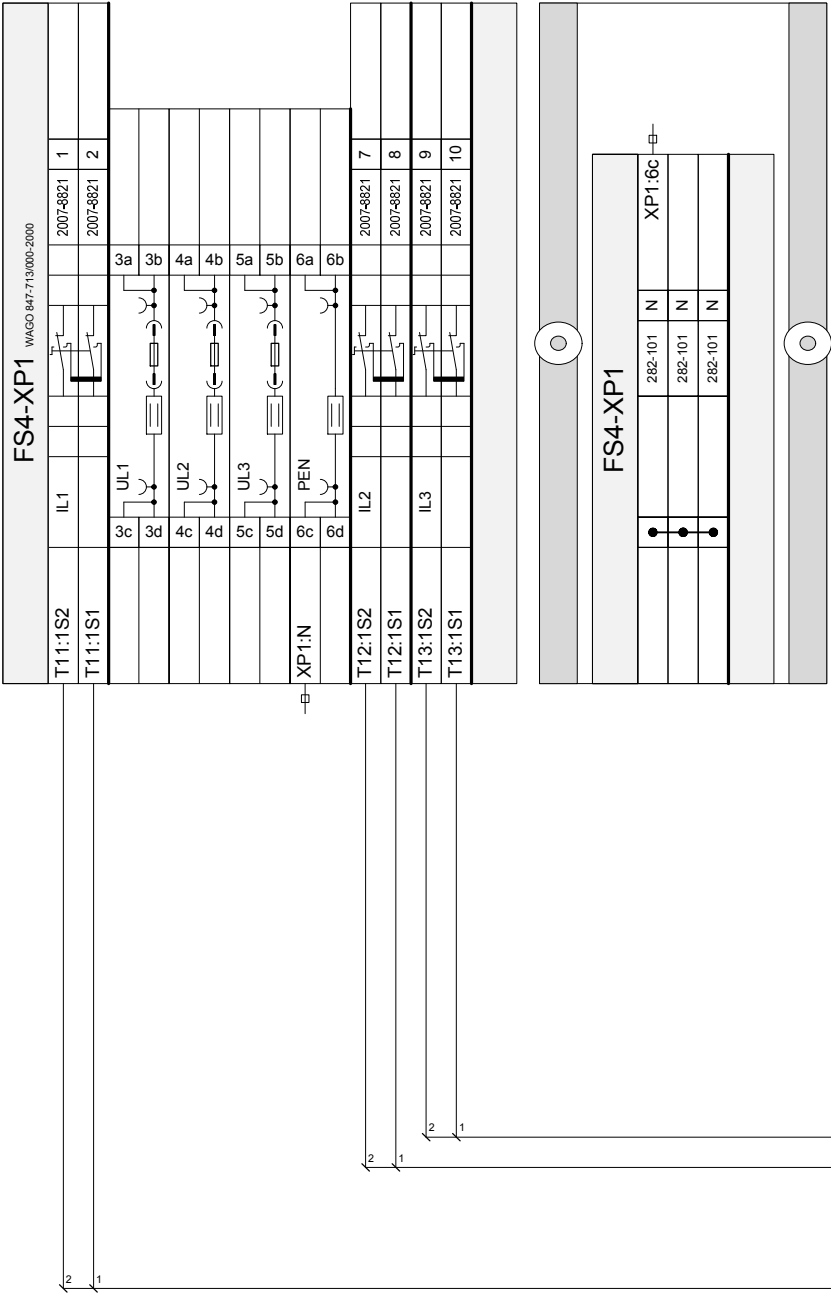 FS4-XP1 WAGO 847-713/000-2000
T11:1S2 IL1 2007-8821 1
T11:1S1 2007-8821 2
3c UL1 3a
3d 3b
4c UL2 4a
4d 4b
5c UL3 5a
5d 5b
XP1:N 6c PEN 6a
6d 6b
T12:1S2 IL2 2007-8821 7
T12:1S1 2007-8821 8
T13:1S2 IL3 2007-8821 9
T13:1S1 2007-8821 10
FS4-XP1
282-101 N XP1:6c
282-101 N
282-101 N
2
1
2
1
2
1